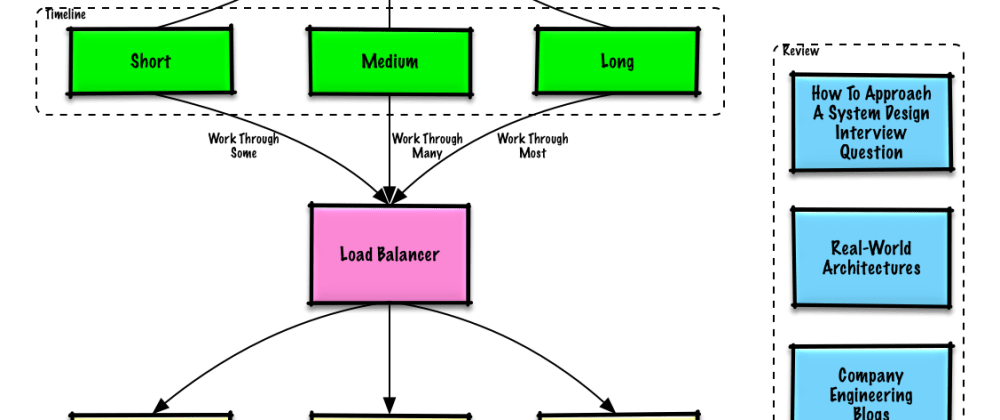 Timeline
Short
Medium
Long
Work Through
Some
Work Through
Many
Work Through
Most
Load Balancer
Review
How To Approach
A System Design
Interview
Question
Real-World
Architectures
Company
Engineering
Blogs